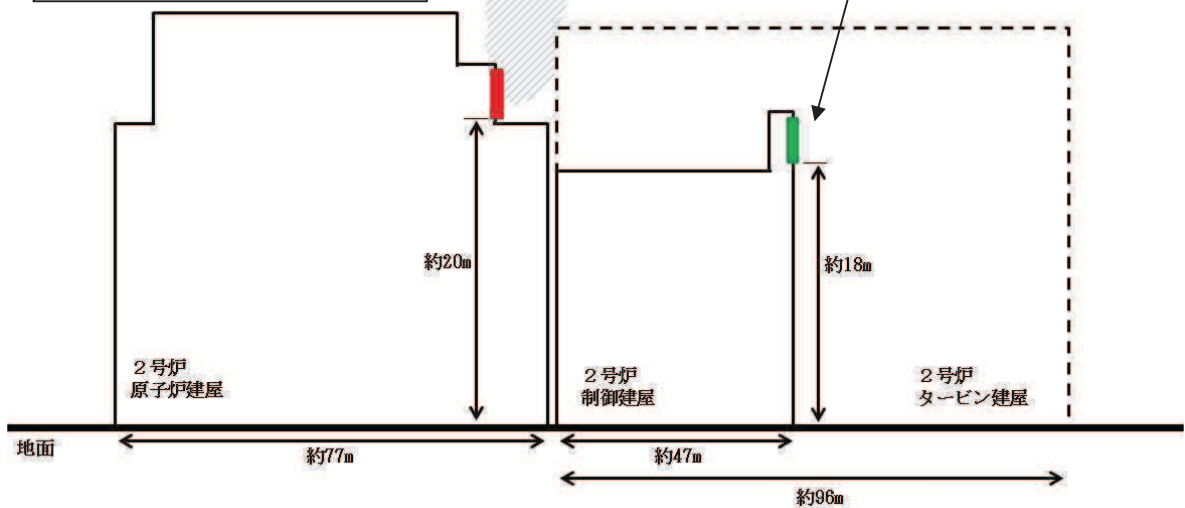 約20m
約18m
２号炉
原子炉建屋
２号炉
制御建屋
２号炉
タービン建屋
地面
約77m
約47m
約96m